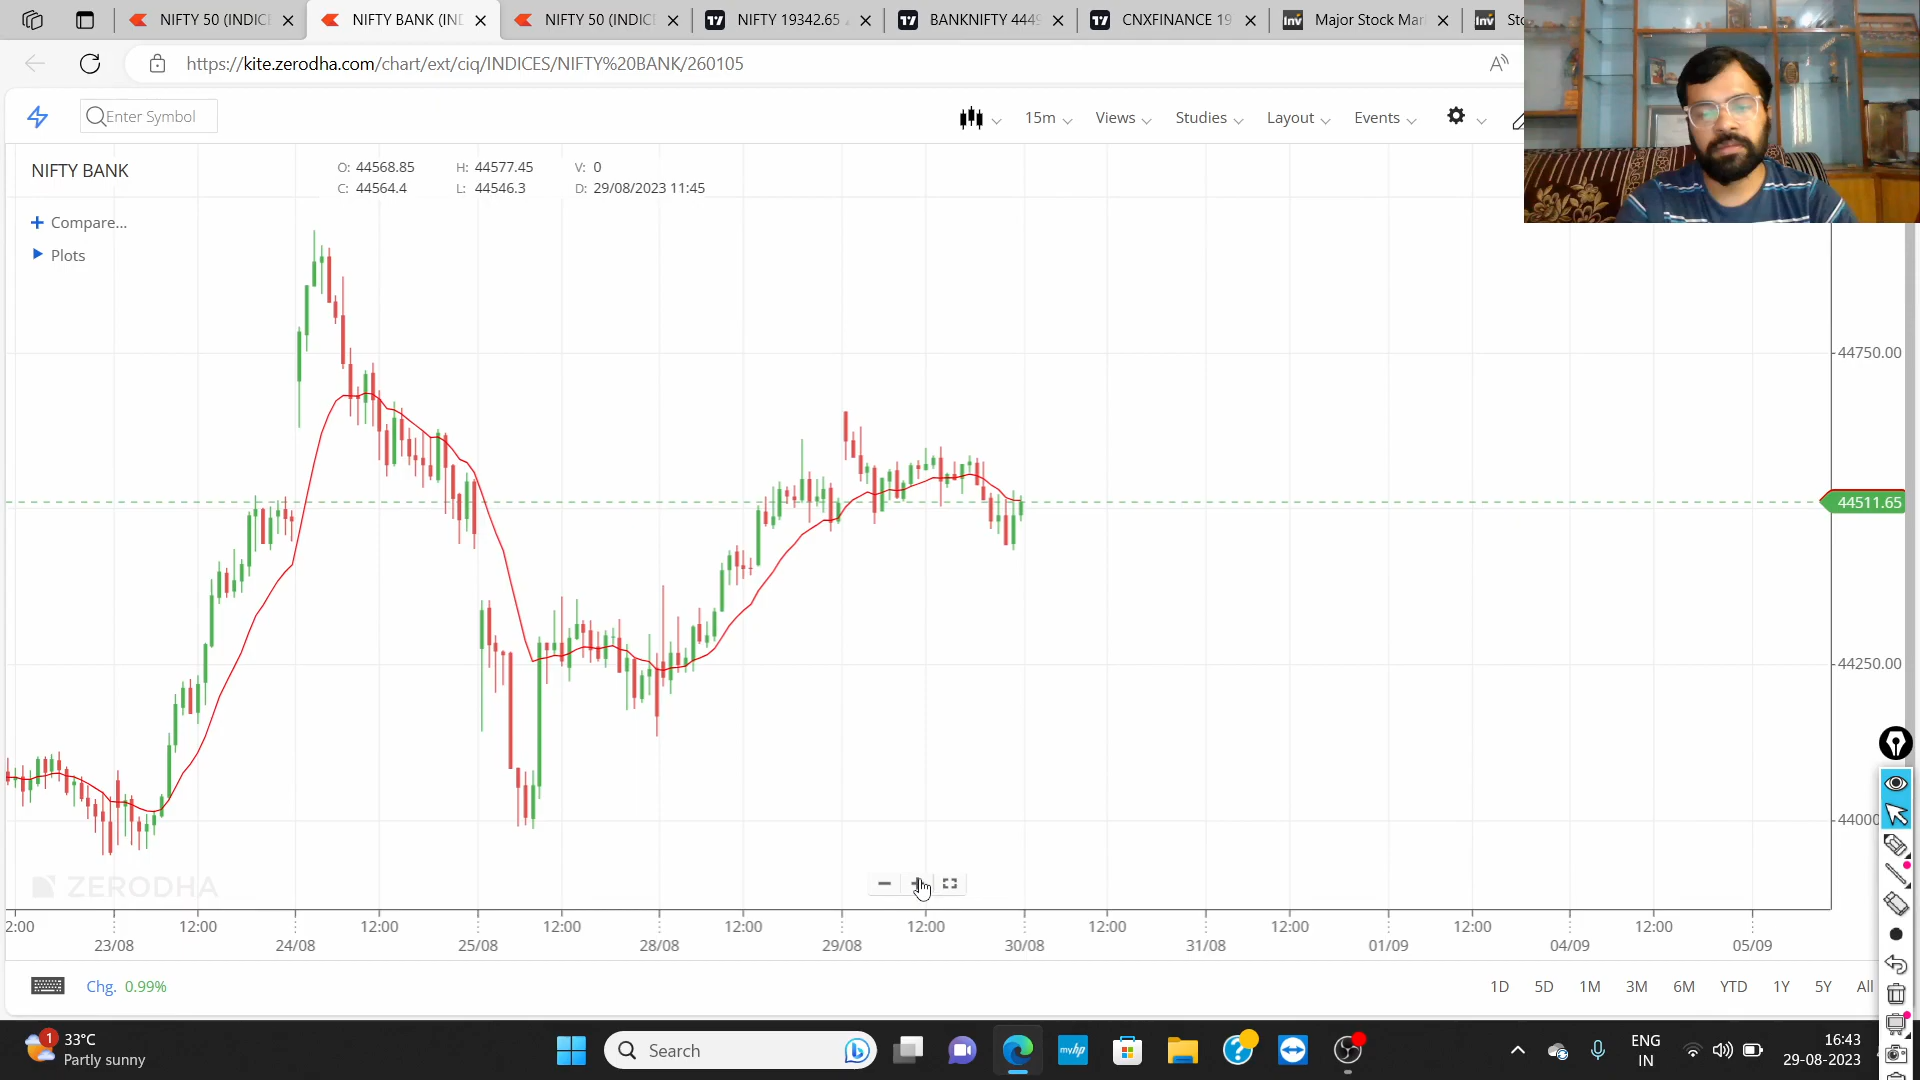 NIFTY 50 (INDIC
NIFTY BANK (IND
NIFTY 50 (INDIC
NIFTY 19342.65
BANKNIFTY 444
CNXFINANCE 19
Major Stock Mar
https://kite.zerodha.com/chart/ext/ciq/INDICES/NIFTY%20BANK/260105
Enter Symbol
15m
Views
Studies
Layout
Events
NIFTY BANK
O: 44568.85 H: 44577.45 V: 0
C: 44564.4 L: 44546.3 D: 29/08/2023 11:45
+ Compare...
Plots
44750.00
44511.65
44250.00
44000
ZERODHA
2:00 12:00 12:00 12:00 12:00 12:00 12:00 12:00 12:00 12:00
23/08 24/08 25/08 28/08 29/08 30/08 31/08 01/09 04/09 05/09
Chg. 0.99%
1D 5D 1M 3M 6M YTD 1Y 5Y All
1
33°C
Partly sunny
Search
myhp
ENG
IN
16:43
29-08-2023